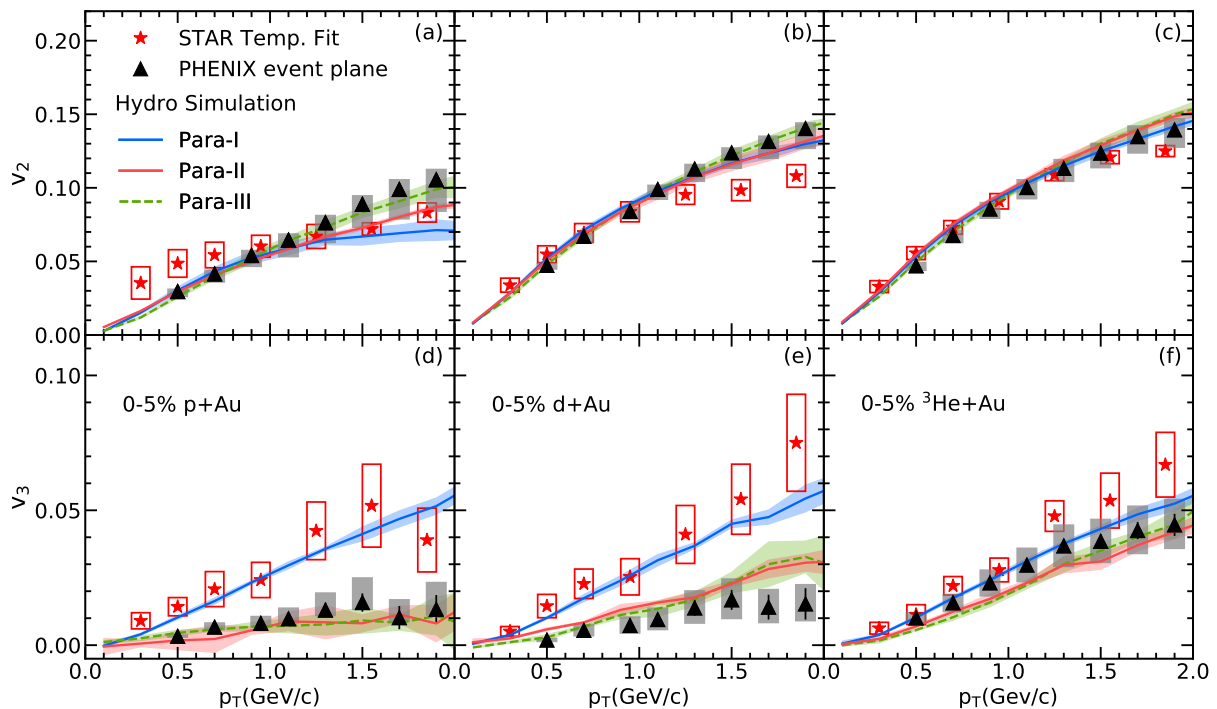 (a)
(b)
(c)
STAR Temp. Fit
PHENIX event plane
Hydro Simulation
Para-I
Para-II
Para-III
v2
0.20
0.15
0.10
0.05
0.00
(d)
(e)
(f)
0-5% p+Au
0-5% d+Au
0-5% 3He+Au
v3
0.10
0.05
0.00
0.0 0.5 1.0 1.5 0.0 0.5 1.0 1.5 0.0 0.5 1.0 1.5 2.0
pT(GeV/c)
pT(GeV/c)
pT(Gev/c)